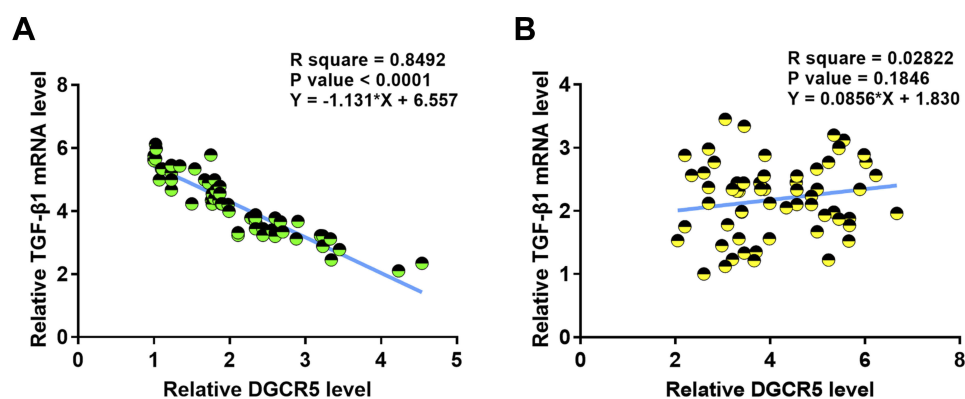 A
R square = 0.8492
P value < 0.0001
Y = -1.131*X + 6.557
Relative TGF-β1 mRNA level
8
6
4
2
0
0 1 2 3 4 5
Relative DGCR5 level
B
R square = 0.02822
P value = 0.1846
Y = 0.0856*X + 1.830
Relative TGF-β1 mRNA level
4
3
2
1
0
0 2 4 6 8
Relative DGCR5 level